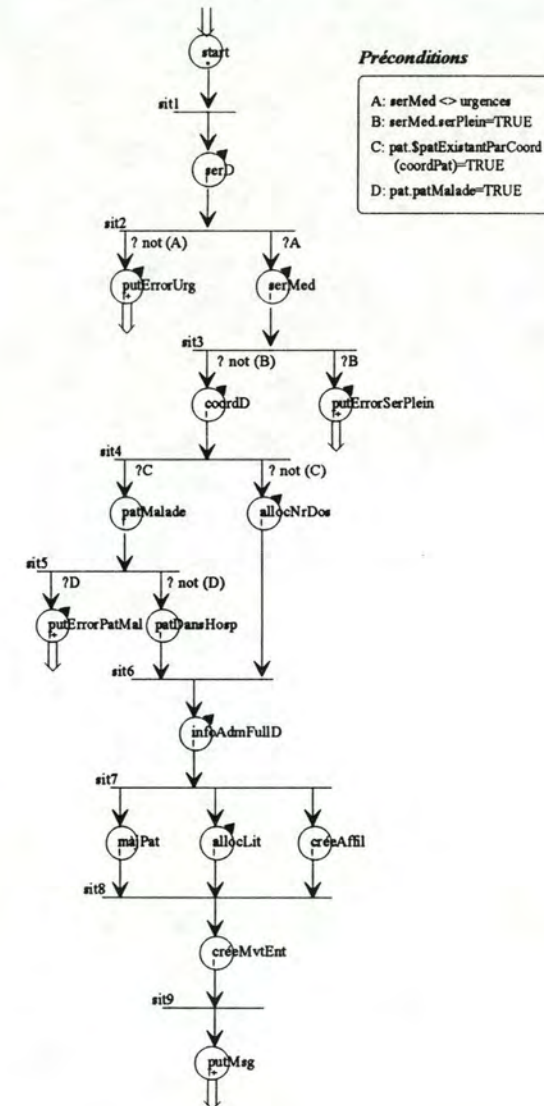 start
Préconditions
A: serMed <> urgences
B: serMed.serPlein=TRUE
C: pat.$patExistantParCoord
(coordPat)=TRUE
D: pat.patMalade=TRUE
sit1
serD
sit2
? not (A)
?A
putErrorUrg
serMed
sit3
? not (B)
?B
coordD
putErrorSerPlein
sit4
?C
? not (C)
patMalade
allocNrDos
sit5
?D
? not (D)
putErrorPatMal
patDansHosp
sit6
infoAdmFullD
sit7
màjPat
allocLit
créeAffil
sit8
créeMvtEnt
sit9
putMsg